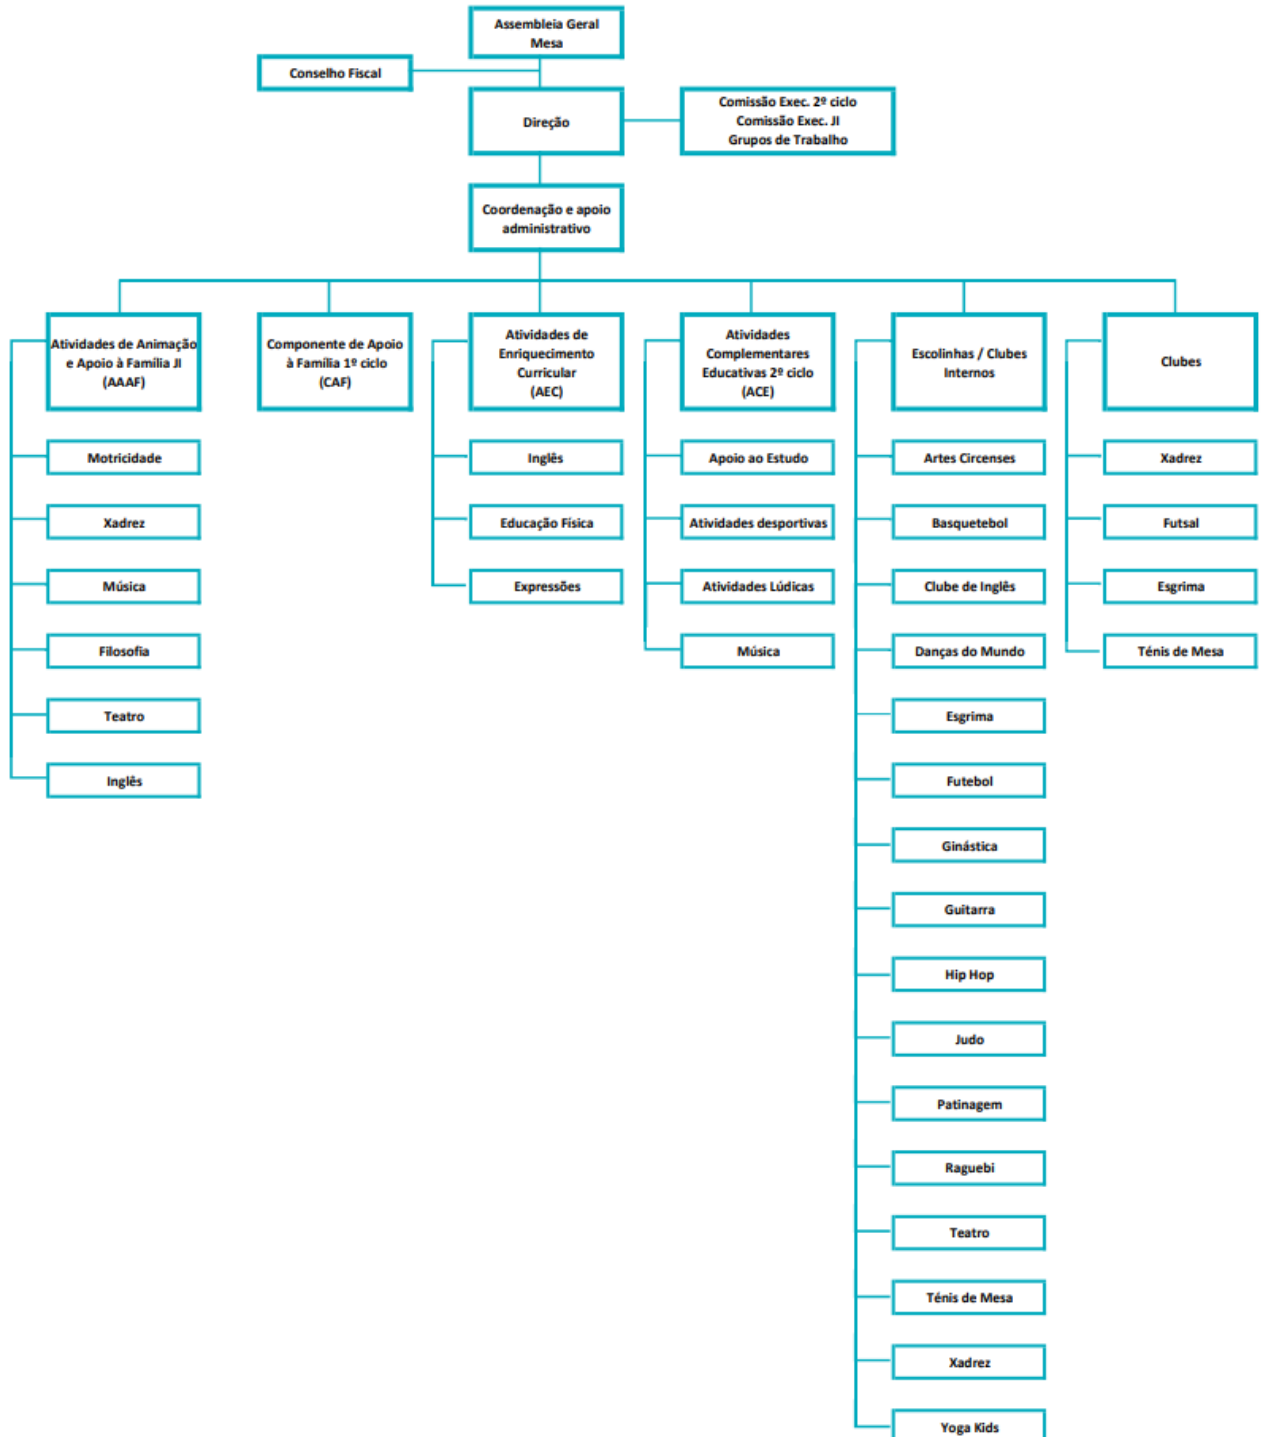 Assembleia Geral
Mesa
Conselho Fiscal
Direção
Comissão Exec. 2º ciclo
Comissão Exec. JI
Grupos de Trabalho
Coordenação e apoio
administrativo
Atividades de Animação
e Apoio à Família JI
(AAAF)
Motricidade
Xadrez
Música
Filosofia
Teatro
Inglês
Componente de Apoio
à Família 1º ciclo
(CAF)
Atividades de
Enriquecimento
Curricular
(AEC)
Inglês
Educação Física
Expressões
Atividades
Complementares
Educativas 2º ciclo
(ACE)
Apoio ao Estudo
Atividades desportivas
Atividades Lúdicas
Música
Escolinhas / Clubes
Internos
Artes Circenses
Basquetebol
Clube de Inglês
Danças do Mundo
Esgrima
Futebol
Ginástica
Guitarra
Hip Hop
Judo
Patinagem
Raguebi
Teatro
Ténis de Mesa
Xadrez
Yoga Kids
Clubes
Xadrez
Futsal
Esgrima
Ténis de Mesa